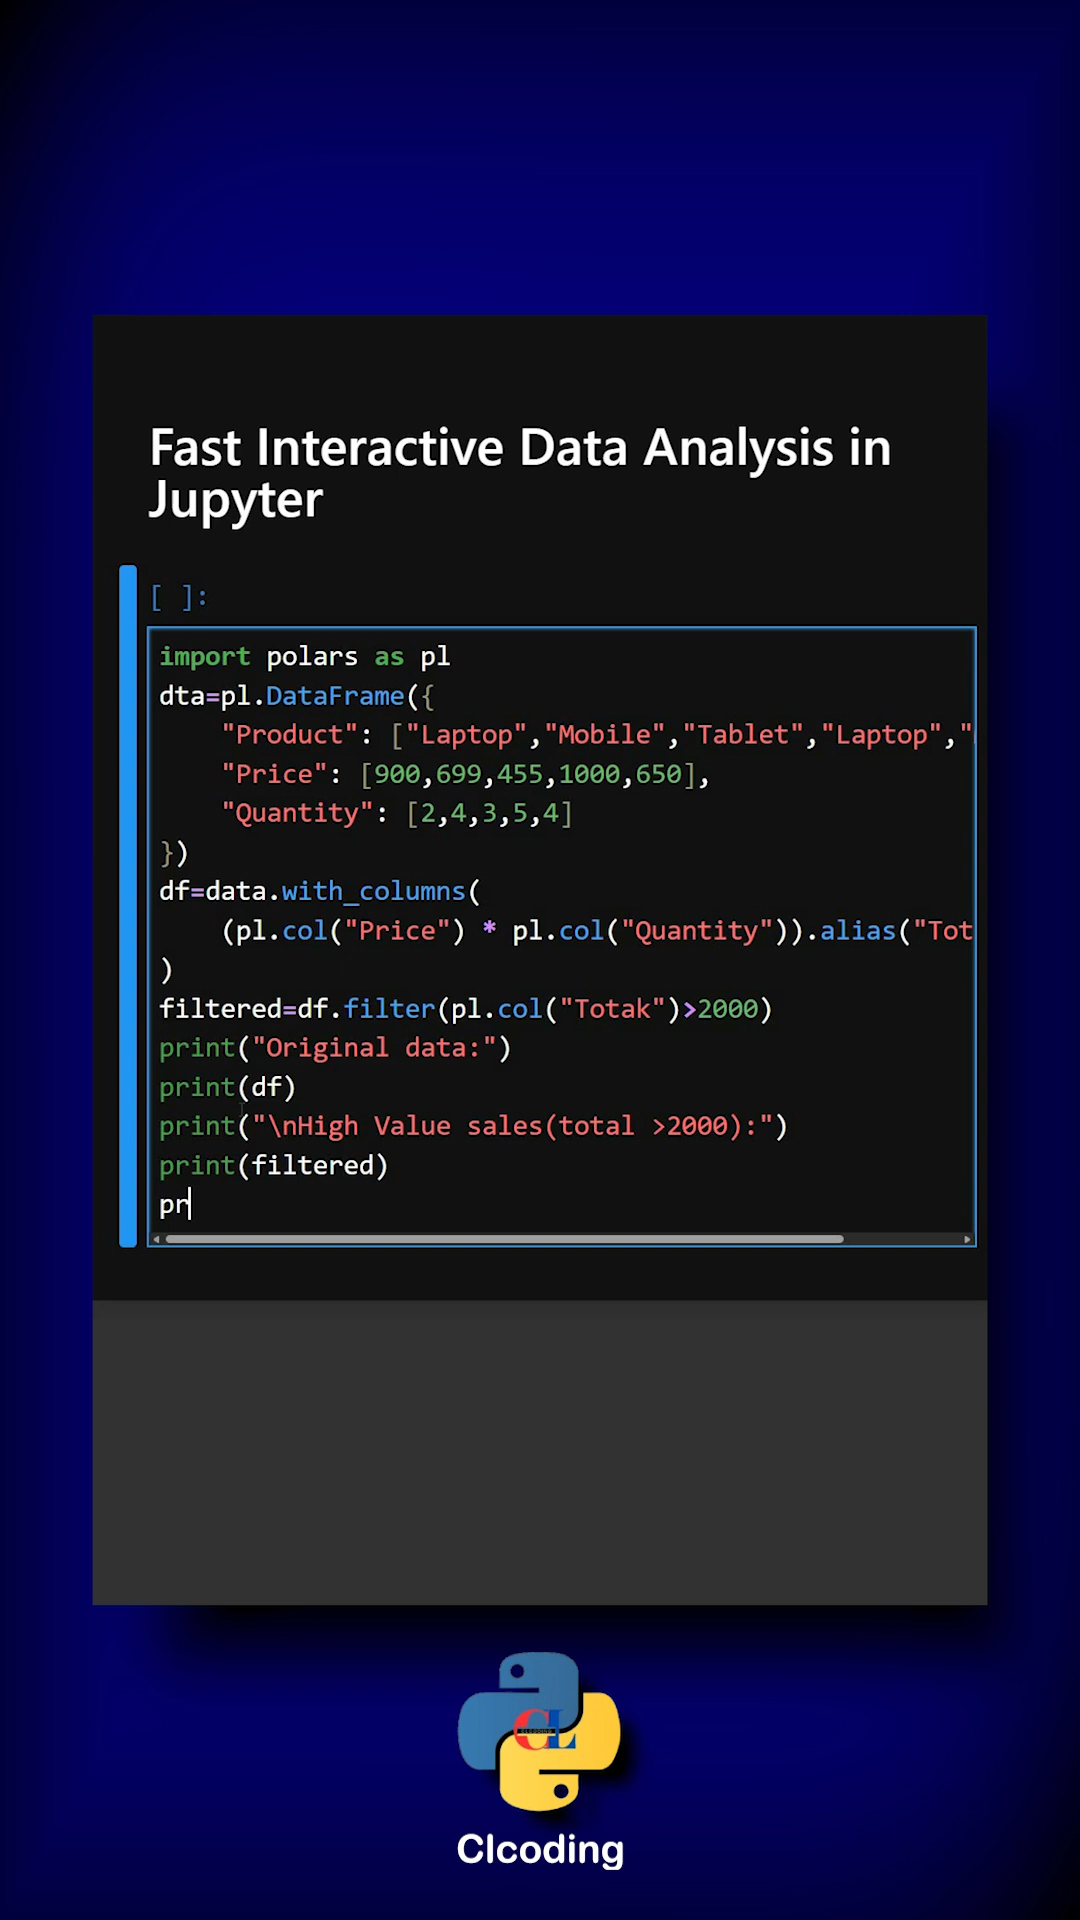 Fast Interactive Data Analysis in
Jupyter
[ ]:
import polars as pl
dta=pl.DataFrame({
    "Product": ["Laptop","Mobile","Tablet","Laptop","
    "Price": [900,699,455,1000,650],
    "Quantity": [2,4,3,5,4]
})
df=data.with_columns(
    (pl.col("Price") * pl.col("Quantity")).alias("Tot
)
filtered=df.filter(pl.col("Totak")>2000)
print("Original data:")
print(df)
print("\nHigh Value sales(total >2000):")
print(filtered)
pr
CL
CLCODING
Clcoding